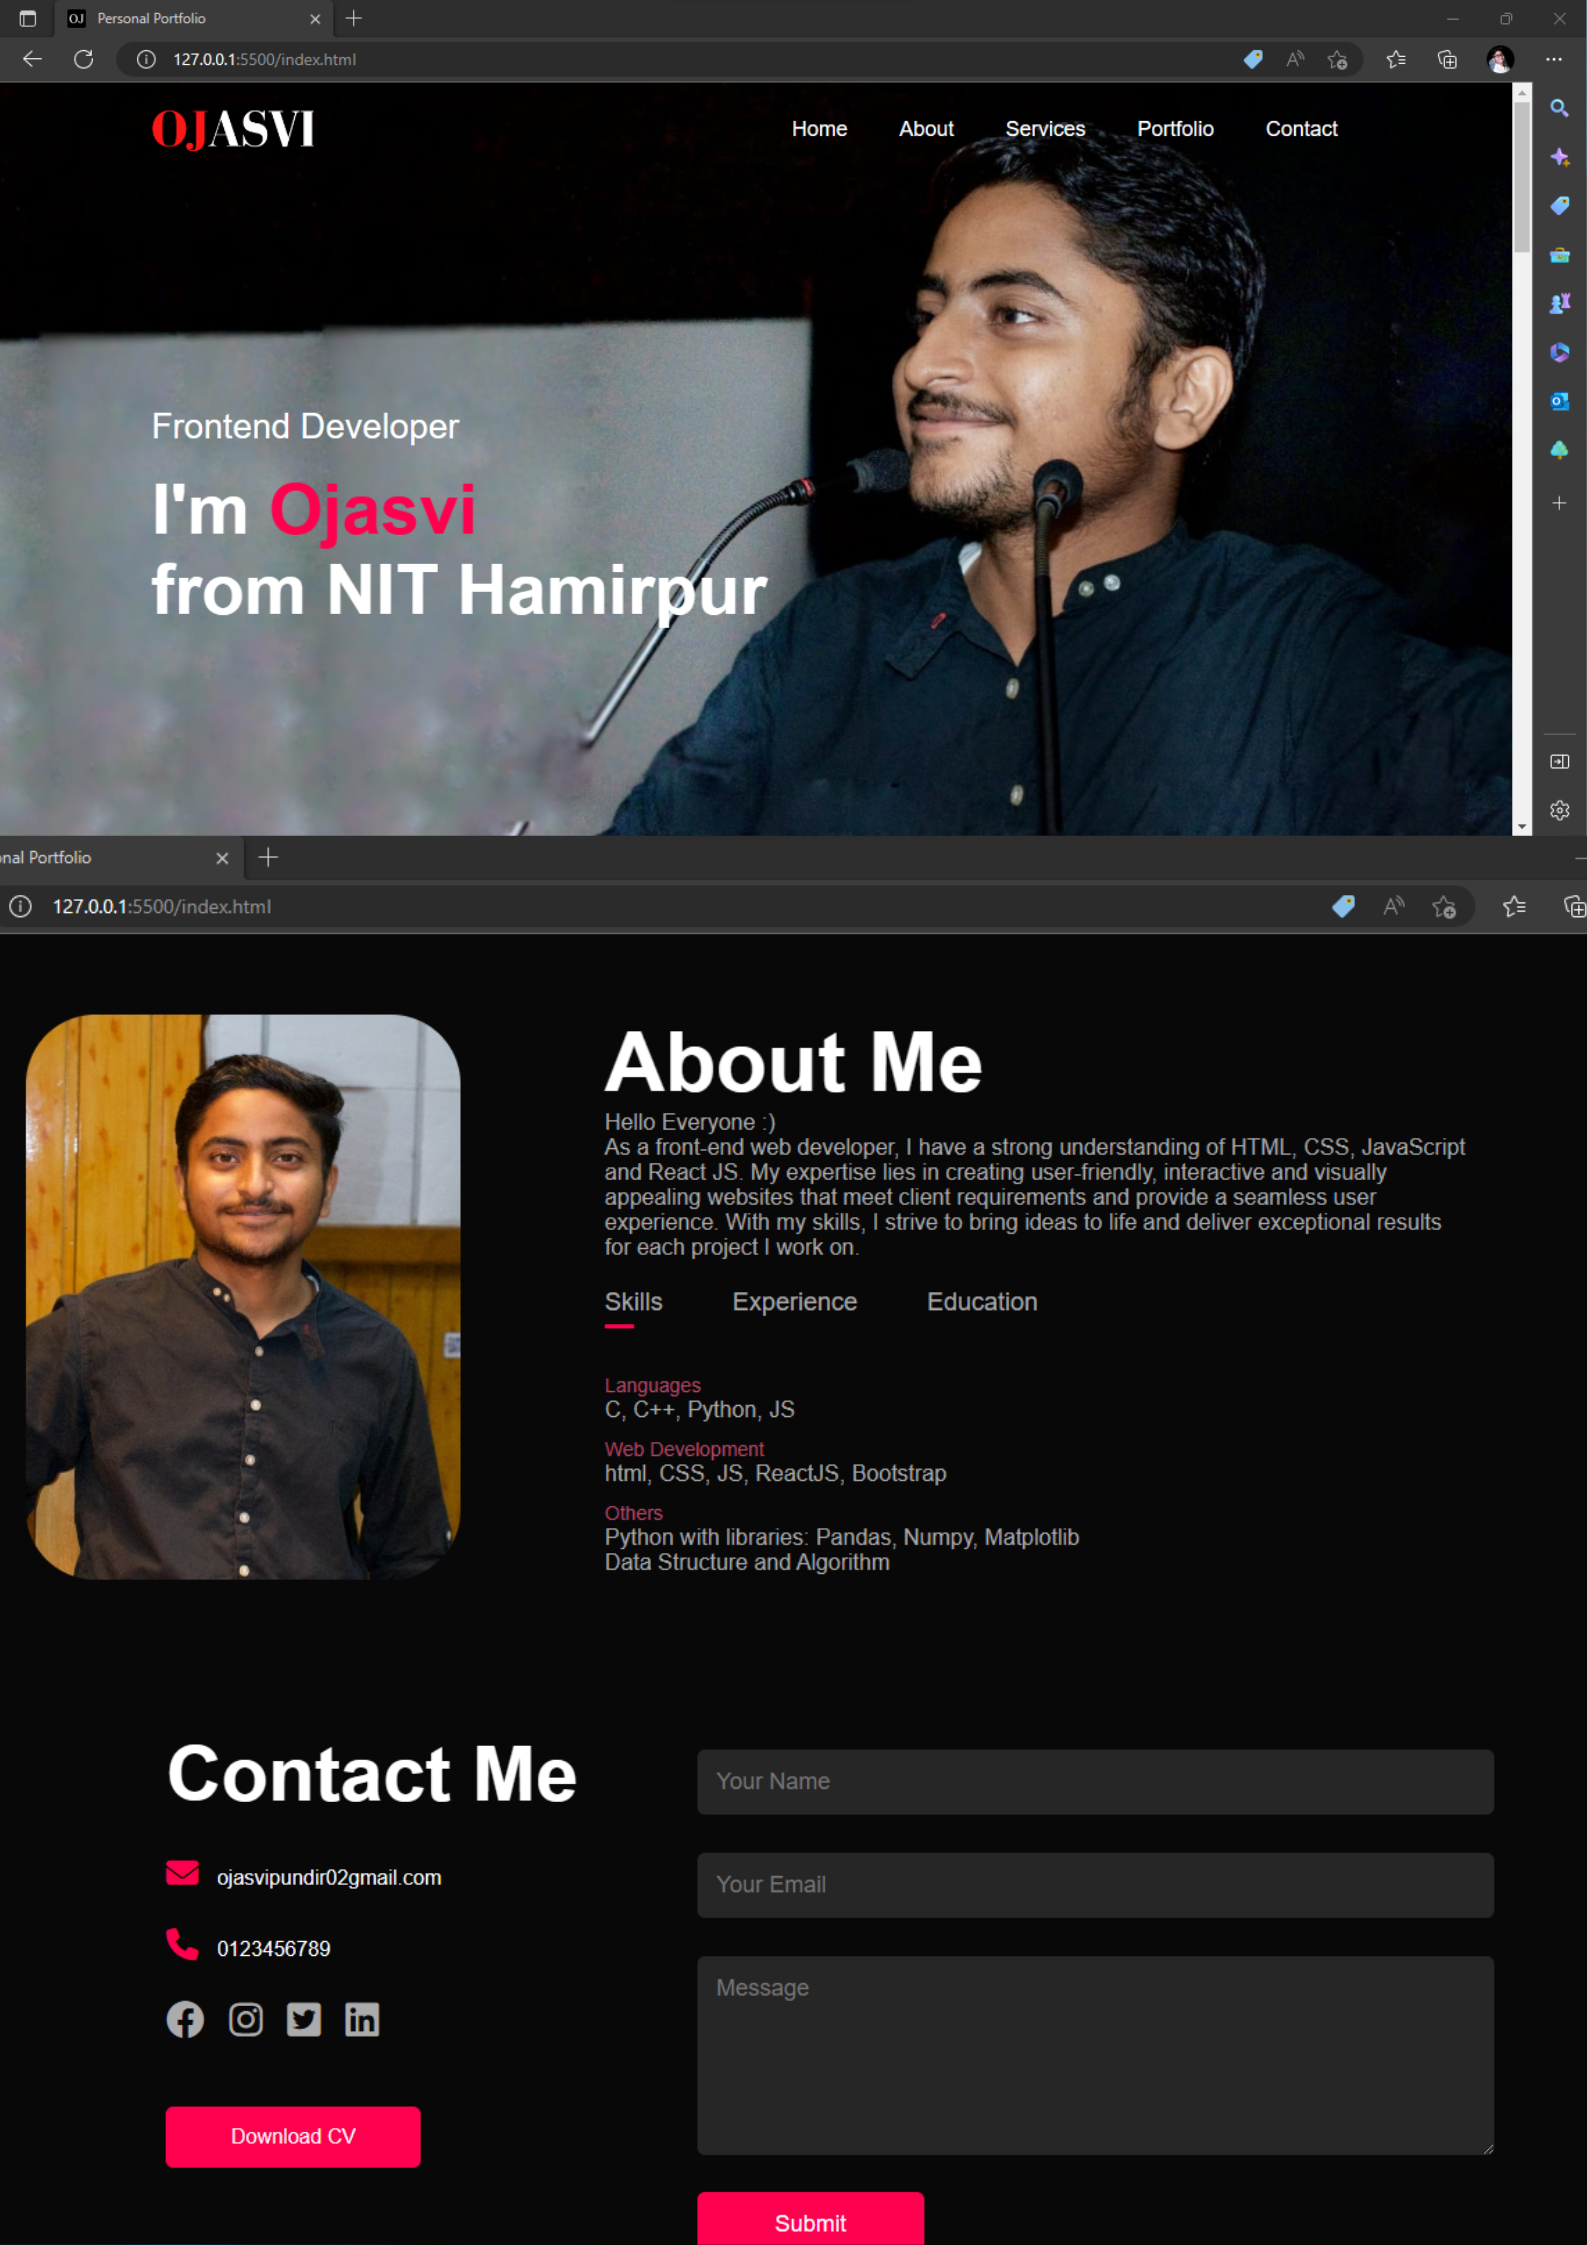 OJ Personal Portfolio
127.0.0.1:5500/index.html
OJASVI
Home About Services Portfolio Contact
Frontend Developer
I'm Ojasvi
from NIT Hamirpur
onal Portfolio
127.0.0.1:5500/index.html
About Me
Hello Everyone :)
As a front-end web developer, I have a strong understanding of HTML, CSS, JavaScript
and React JS. My expertise lies in creating user-friendly, interactive and visually
appealing websites that meet client requirements and provide a seamless user
experience. With my skills, I strive to bring ideas to life and deliver exceptional results
for each project I work on.
Skills Experience Education
Languages
C, C++, Python, JS
Web Development
html, CSS, JS, ReactJS, Bootstrap
Others
Python with libraries: Pandas, Numpy, Matplotlib
Data Structure and Algorithm
Contact Me
Your Name
ojasvipundir02gmail.com
Your Email
0123456789
Message
Download CV
Submit